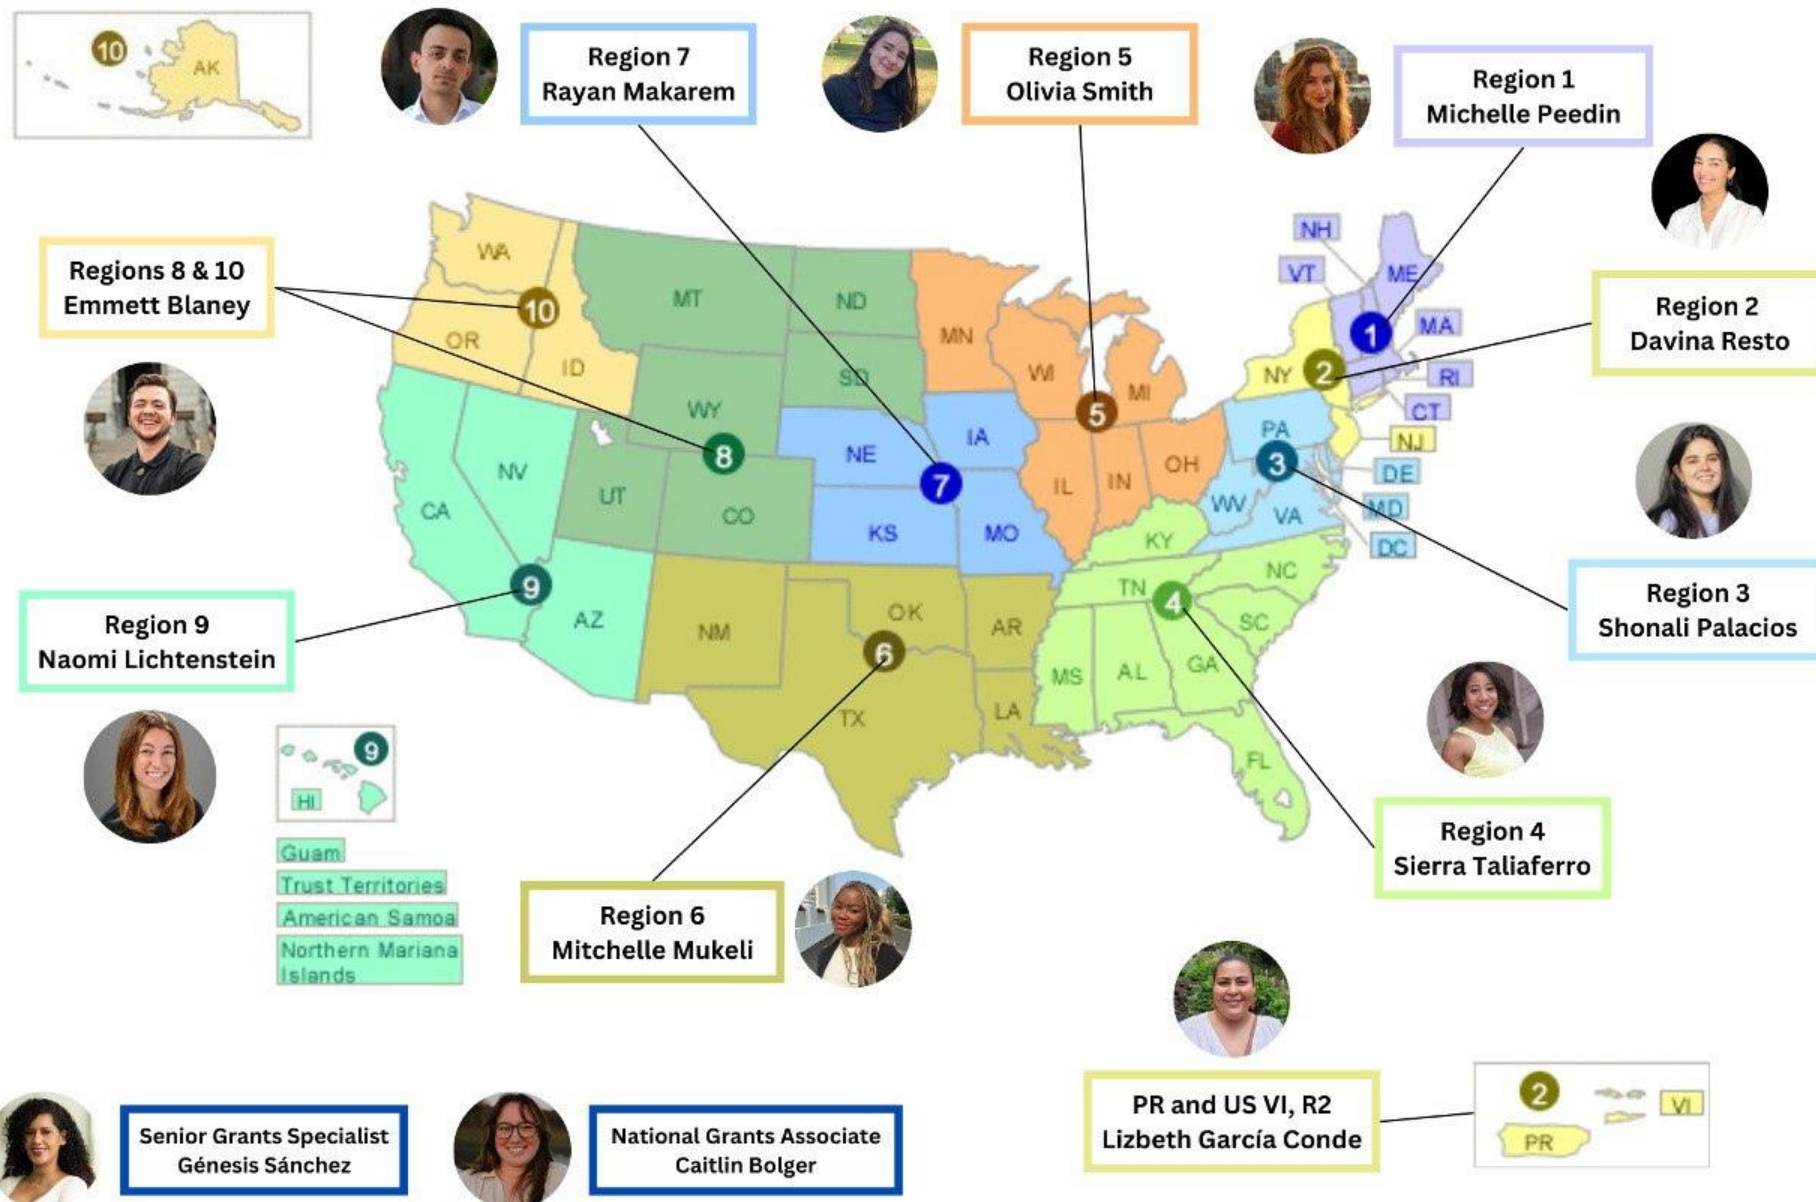 10
AK
Region 7
Rayan Makarem
Region 5
Olivia Smith
Region 1
Michelle Peedin
Regions 8 & 10
Emmett Blaney
Region 2
Davina Resto
WA
OR
ID
10
MT
ND
SD
WY
8
UT
CO
MN
WI
MI
5
IL
IN
OH
NH
VT
ME
1
MA
RI
CT
NY
2
NJ
PA
3
DE
MD
DC
WV
VA
NE
IA
7
KS
MO
CA
NV
9
AZ
NM
OK
6
AR
TX
LA
KY
TN
4
NC
SC
MS
AL
GA
FL
Region 9
Naomi Lichtenstein
Region 3
Shonali Palacios
9
HI
Guam
Trust Territories
American Samoa
Northern Mariana
Islands
Region 6
Mitchelle Mukeli
Region 4
Sierra Taliaferro
PR and US VI, R2
Lizbeth García Conde
2
VI
PR
Senior Grants Specialist
Génesis Sánchez
National Grants Associate
Caitlin Bolger